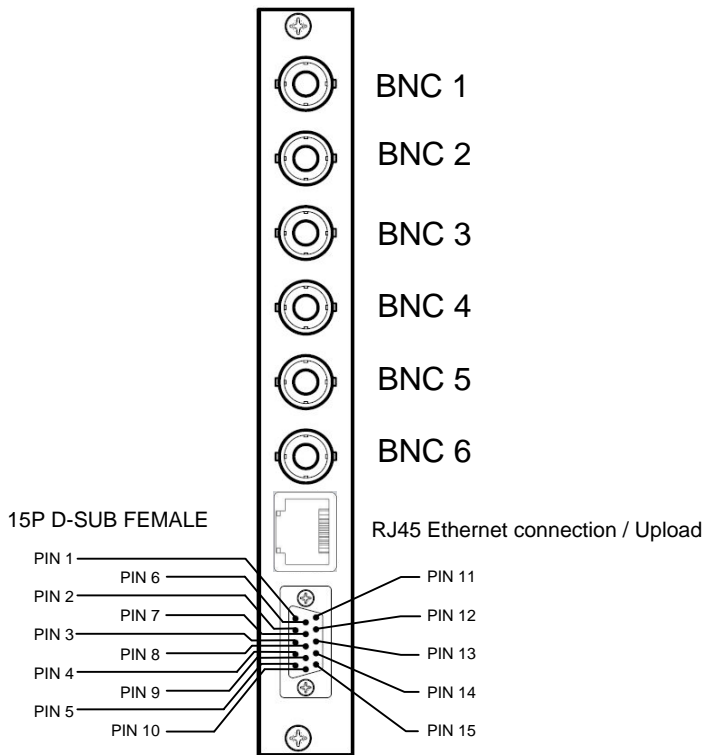 BNC 1
BNC 2
BNC 3
BNC 4
BNC 5
BNC 6
15P D-SUB FEMALE
RJ45 Ethernet connection / Upload
PIN 1
PIN 6
PIN 2
PIN 7
PIN 3
PIN 8
PIN 4
PIN 9
PIN 5
PIN 10
PIN 11
PIN 12
PIN 13
PIN 14
PIN 15